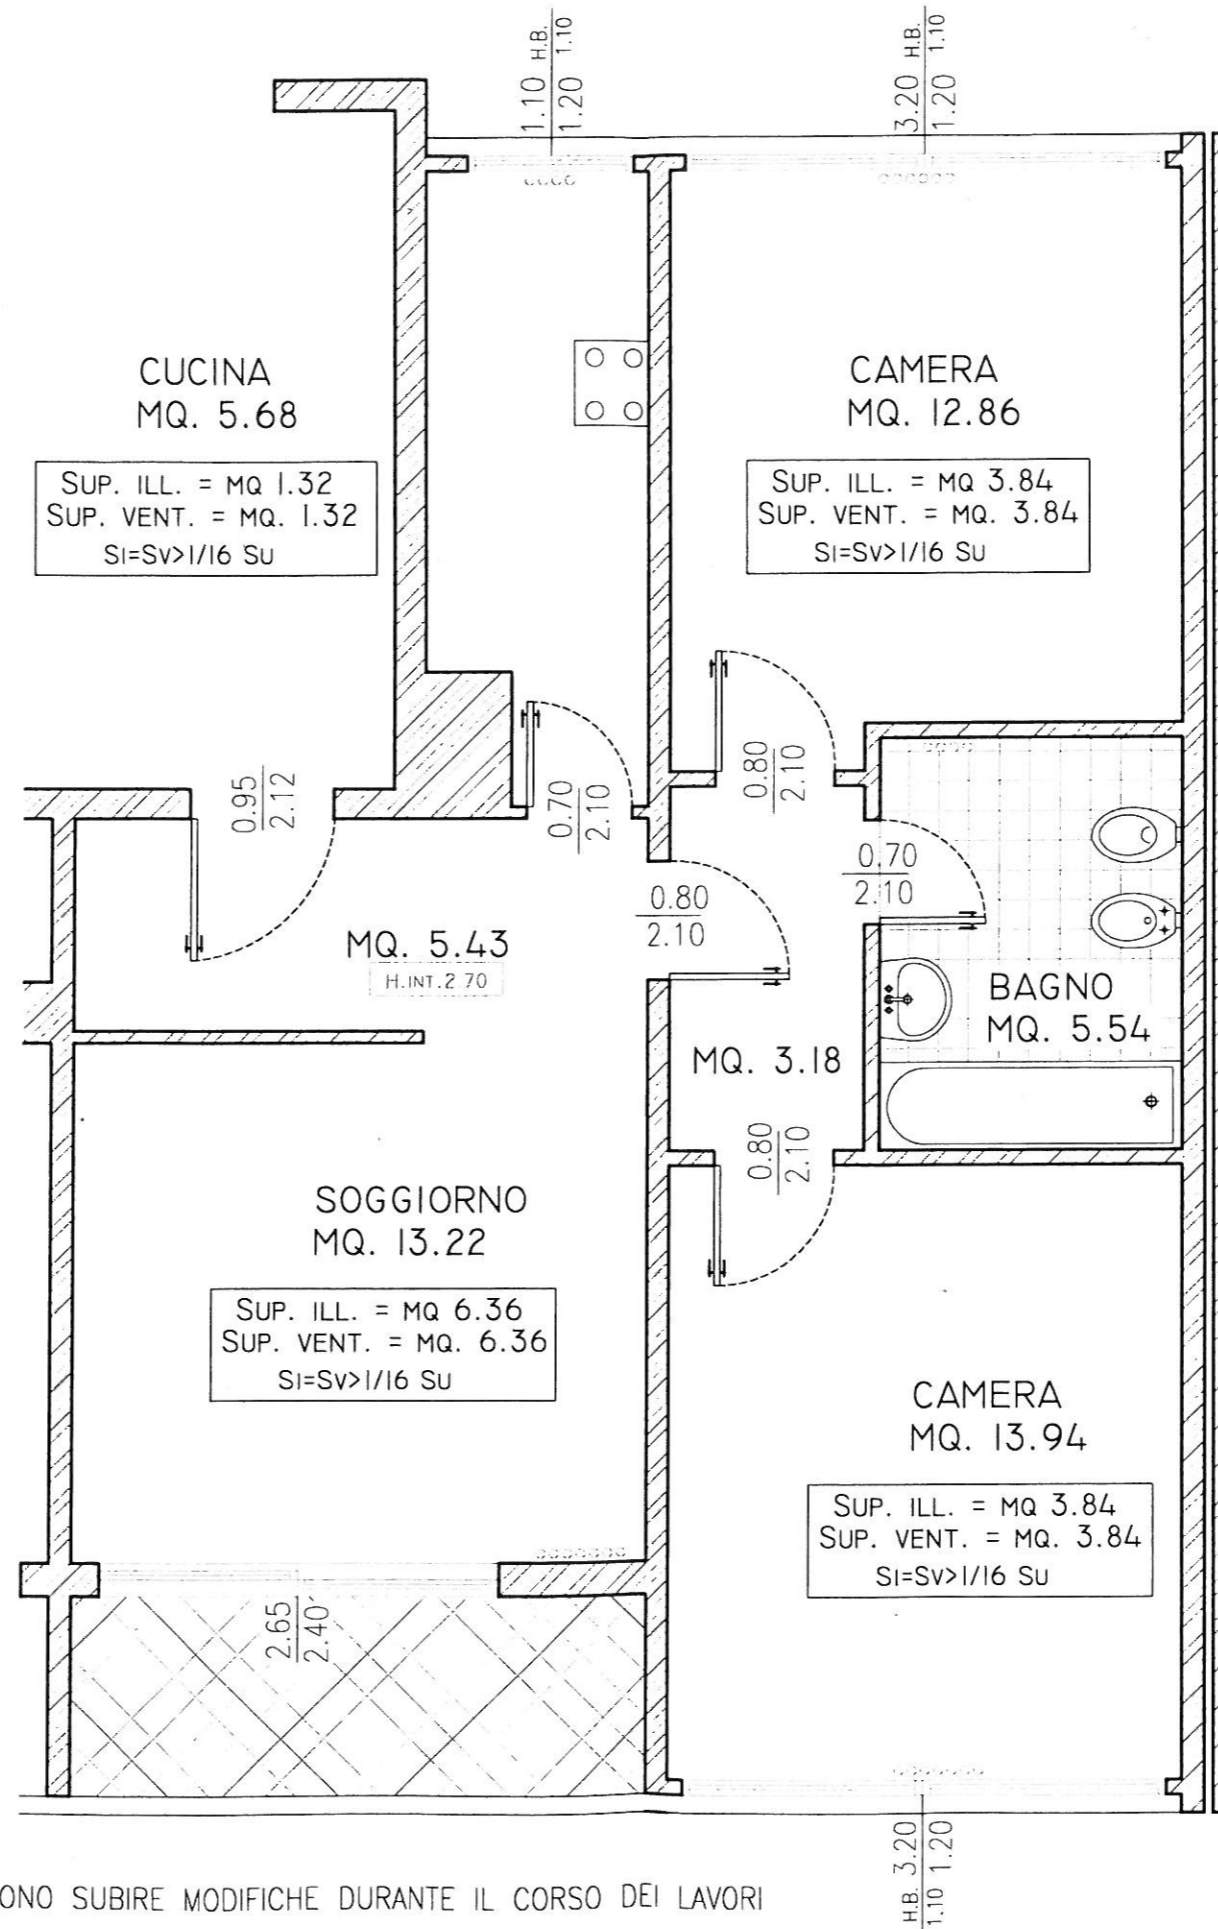 1.10 H.B. 1.10
1.20
3.20 H.B. 1.10
1.20
CUCINA
MQ. 5.68
SUP. ILL. = MQ 1.32
SUP. VENT. = MQ. 1.32
SI=SV>1/16 SU
CAMERA
MQ. 12.86
SUP. ILL. = MQ 3.84
SUP. VENT. = MQ. 3.84
SI=SV>1/16 SU
0.95
2.12
0.70
2.10
0.80
2.10
0.70
2.10
0.80
2.10
MQ. 5.43
H.INT.2.70
BAGNO
MQ. 5.54
MQ. 3.18
0.80
2.10
SOGGIORNO
MQ. 13.22
SUP. ILL. = MQ 6.36
SUP. VENT. = MQ. 6.36
SI=SV>1/16 SU
CAMERA
MQ. 13.94
SUP. ILL. = MQ 3.84
SUP. VENT. = MQ. 3.84
SI=SV>1/16 SU
2.65
2.40
H.B. 3.20
1.10 1.20
ONO SUBIRE MODIFICHE DURANTE IL CORSO DEI LAVORI